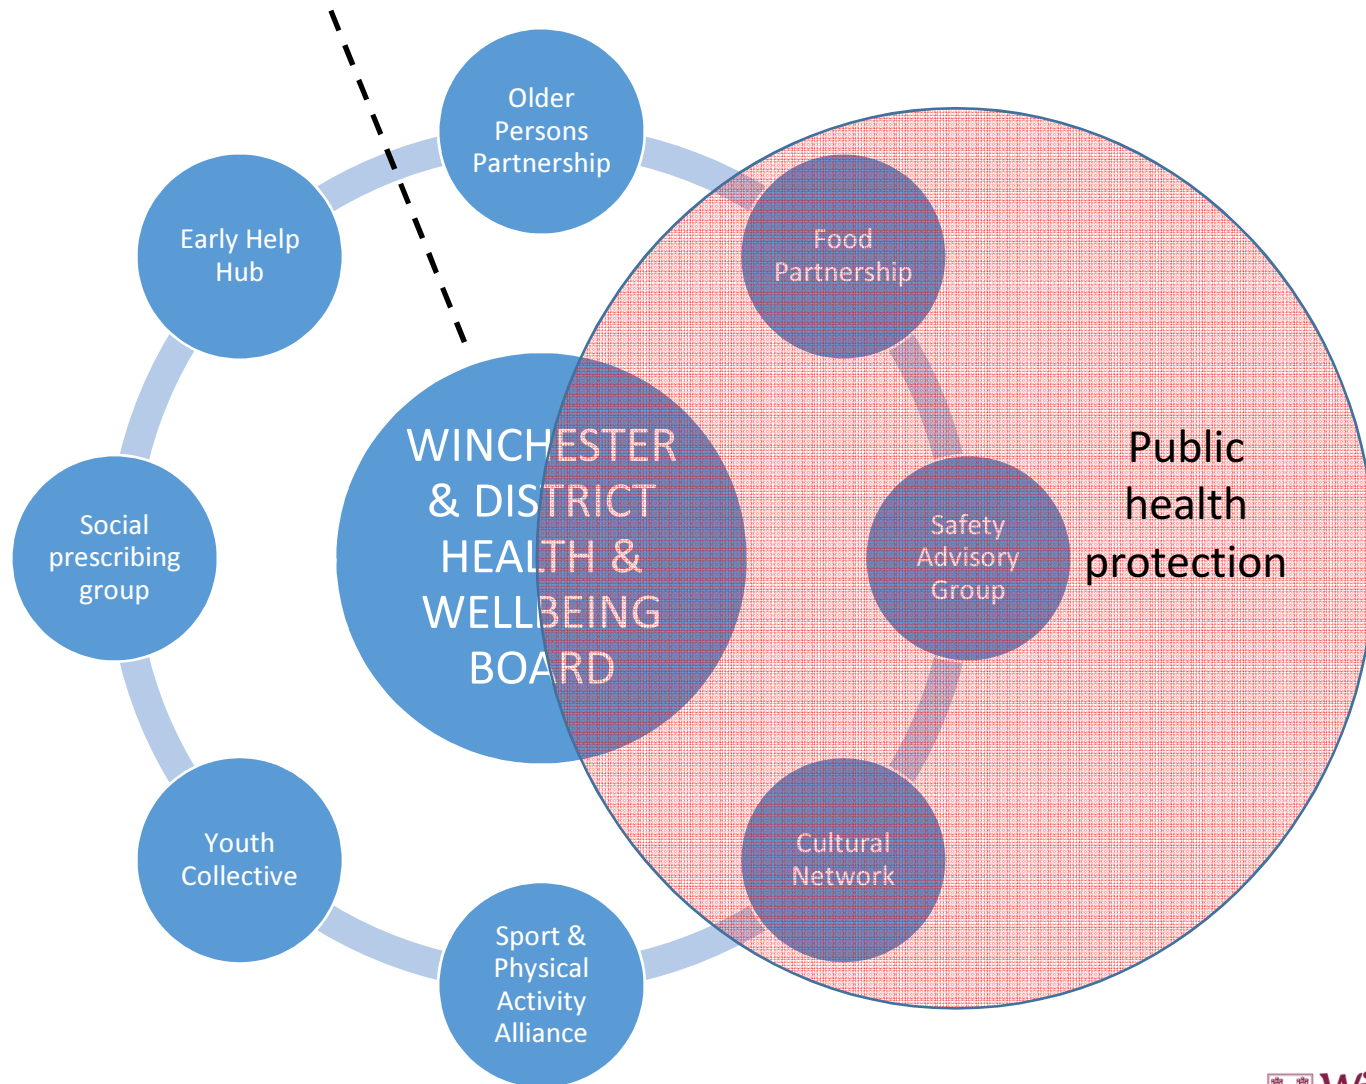 Older
Persons
Partnership
Early Help
Hub
Food
Partnership
WINCHESTER
& DISTRICT
HEALTH &
WELLBEING
BOARD
Public
health
protection
Social
prescribing
group
Safety
Advisory
Group
Youth
Collective
Cultural
Network
Sport &
Physical
Activity
Alliance